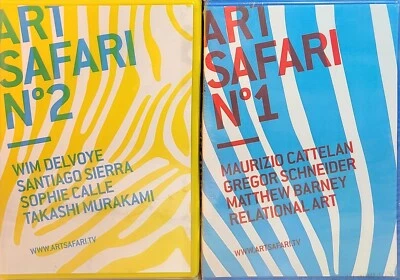 ART
SAFARI
N°2
WIM DELVOYE
SANTIAGO SIERRA
SOPHIE CALLE
TAKASHI MURAKAMI
WWW.ARTSAFARI.TV
ART
SAFARI
N°1
MAURIZIO CATTELAN
GREGOR SCHNEIDER
MATTHEW BARNEY
RELATIONAL ART
WWW.ARTSAFARI.TV